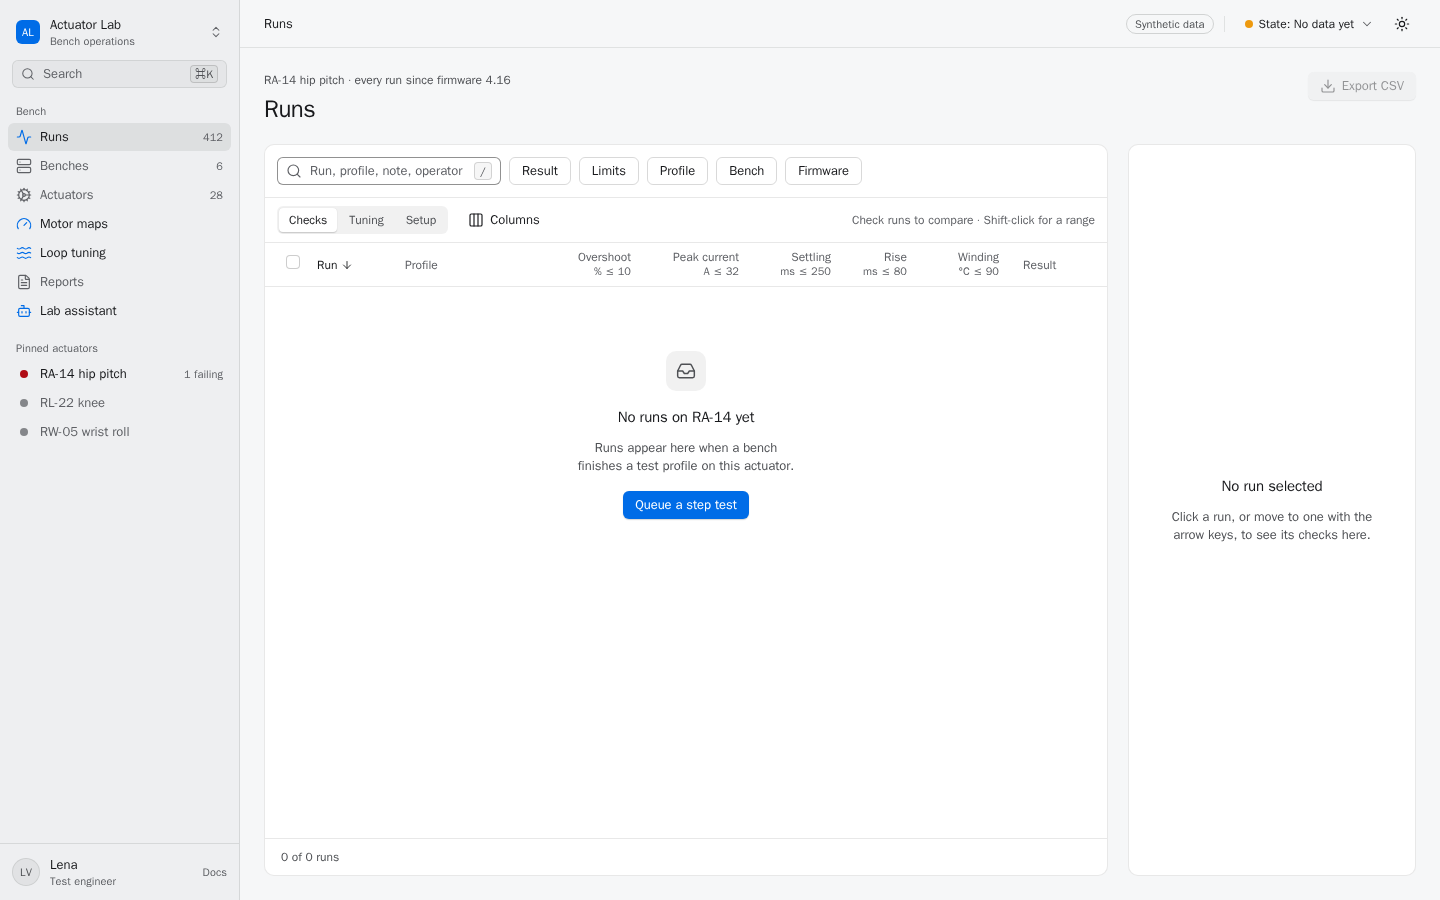 AL
Actuator Lab
Bench operations
Search
⌘K
Bench
Runs
412
Benches
6
Actuators
28
Motor maps
Loop tuning
Reports
Lab assistant
Pinned actuators
RA-14 hip pitch
1 failing
RL-22 knee
RW-05 wrist roll
LV
Lena
Test engineer
Docs
Runs
Synthetic data
State: No data yet
RA-14 hip pitch · every run since firmware 4.16
Runs
Export CSV
Run, profile, note, operator
/
Result
Limits
Profile
Bench
Firmware
Checks
Tuning
Setup
Columns
Check runs to compare · Shift-click for a range
Run ↓
Profile
Overshoot
% ≤ 10
Peak current
A ≤ 32
Settling
ms ≤ 250
Rise
ms ≤ 80
Winding
°C ≤ 90
Result
No runs on RA-14 yet
Runs appear here when a bench
finishes a test profile on this actuator.
Queue a step test
0 of 0 runs
No run selected
Click a run, or move to one with the
arrow keys, to see its checks here.